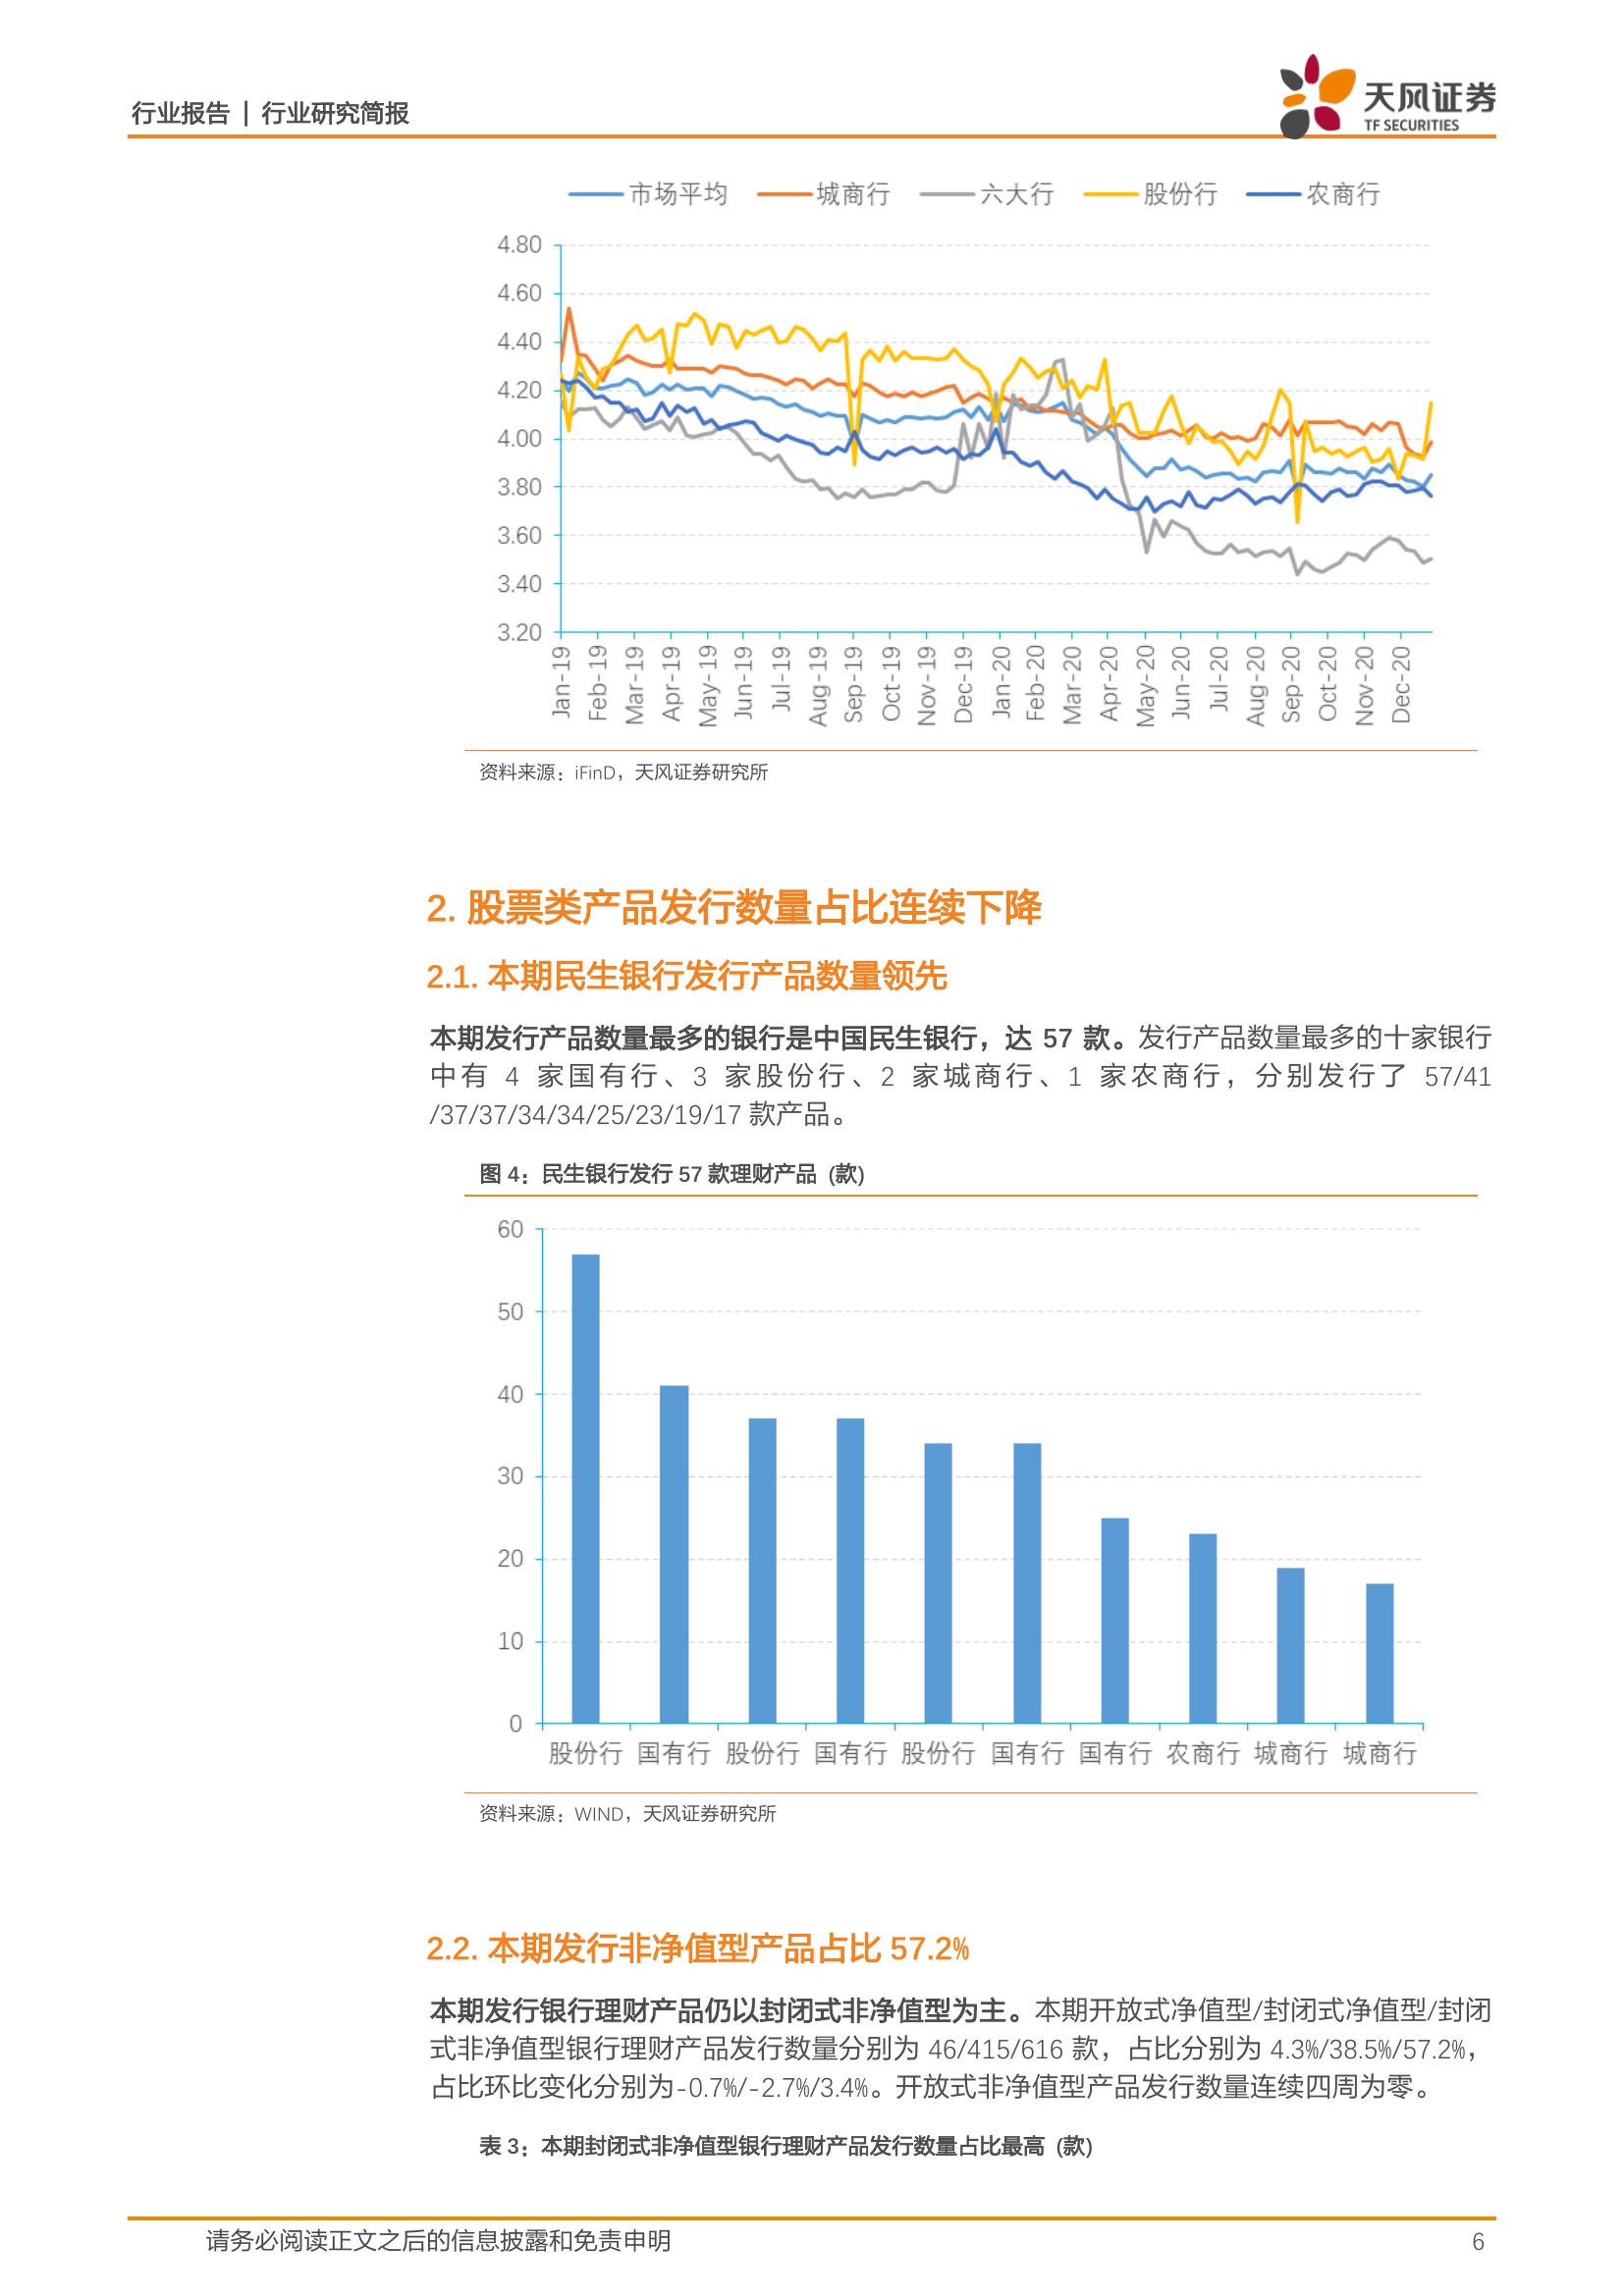 行业报告 | 行业研究简报
天风证券
TF SECURITIES
市场平均 城商行 六大行 股份行 农商行
4.80
4.60
4.40
4.20
4.00
3.80
3.60
3.40
3.20
Jan-19 Feb-19 Mar-19 Apr-19 May-19 Jun-19 Jul-19 Aug-19 Sep-19 Oct-19 Nov-19 Dec-19 Jan-20 Feb-20 Mar-20 Apr-20 May-20 Jun-20 Jul-20 Aug-20 Sep-20 Oct-20 Nov-20 Dec-20
资料来源：iFinD，天风证券研究所
2. 股票类产品发行数量占比连续下降
2.1. 本期民生银行发行产品数量领先
本期发行产品数量最多的银行是中国民生银行，达 57 款。发行产品数量最多的十家银行
中有 4 家国有行、3 家股份行、2 家城商行、1 家农商行，分别发行了 57/41
/37/37/34/34/25/23/19/17 款产品。
图 4：民生银行发行 57 款理财产品 (款)
60
50
40
30
20
10
0
股份行 国有行 股份行 国有行 股份行 国有行 国有行 农商行 城商行 城商行
资料来源：WIND，天风证券研究所
2.2. 本期发行非净值型产品占比 57.2%
本期发行银行理财产品仍以封闭式非净值型为主。本期开放式净值型/封闭式净值型/封闭
式非净值型银行理财产品发行数量分别为 46/415/616 款，占比分别为 4.3%/38.5%/57.2%，
占比环比变化分别为-0.7%/-2.7%/3.4%。开放式非净值型产品发行数量连续四周为零。
表 3：本期封闭式非净值型银行理财产品发行数量占比最高 (款)
请务必阅读正文之后的信息披露和免责申明
6